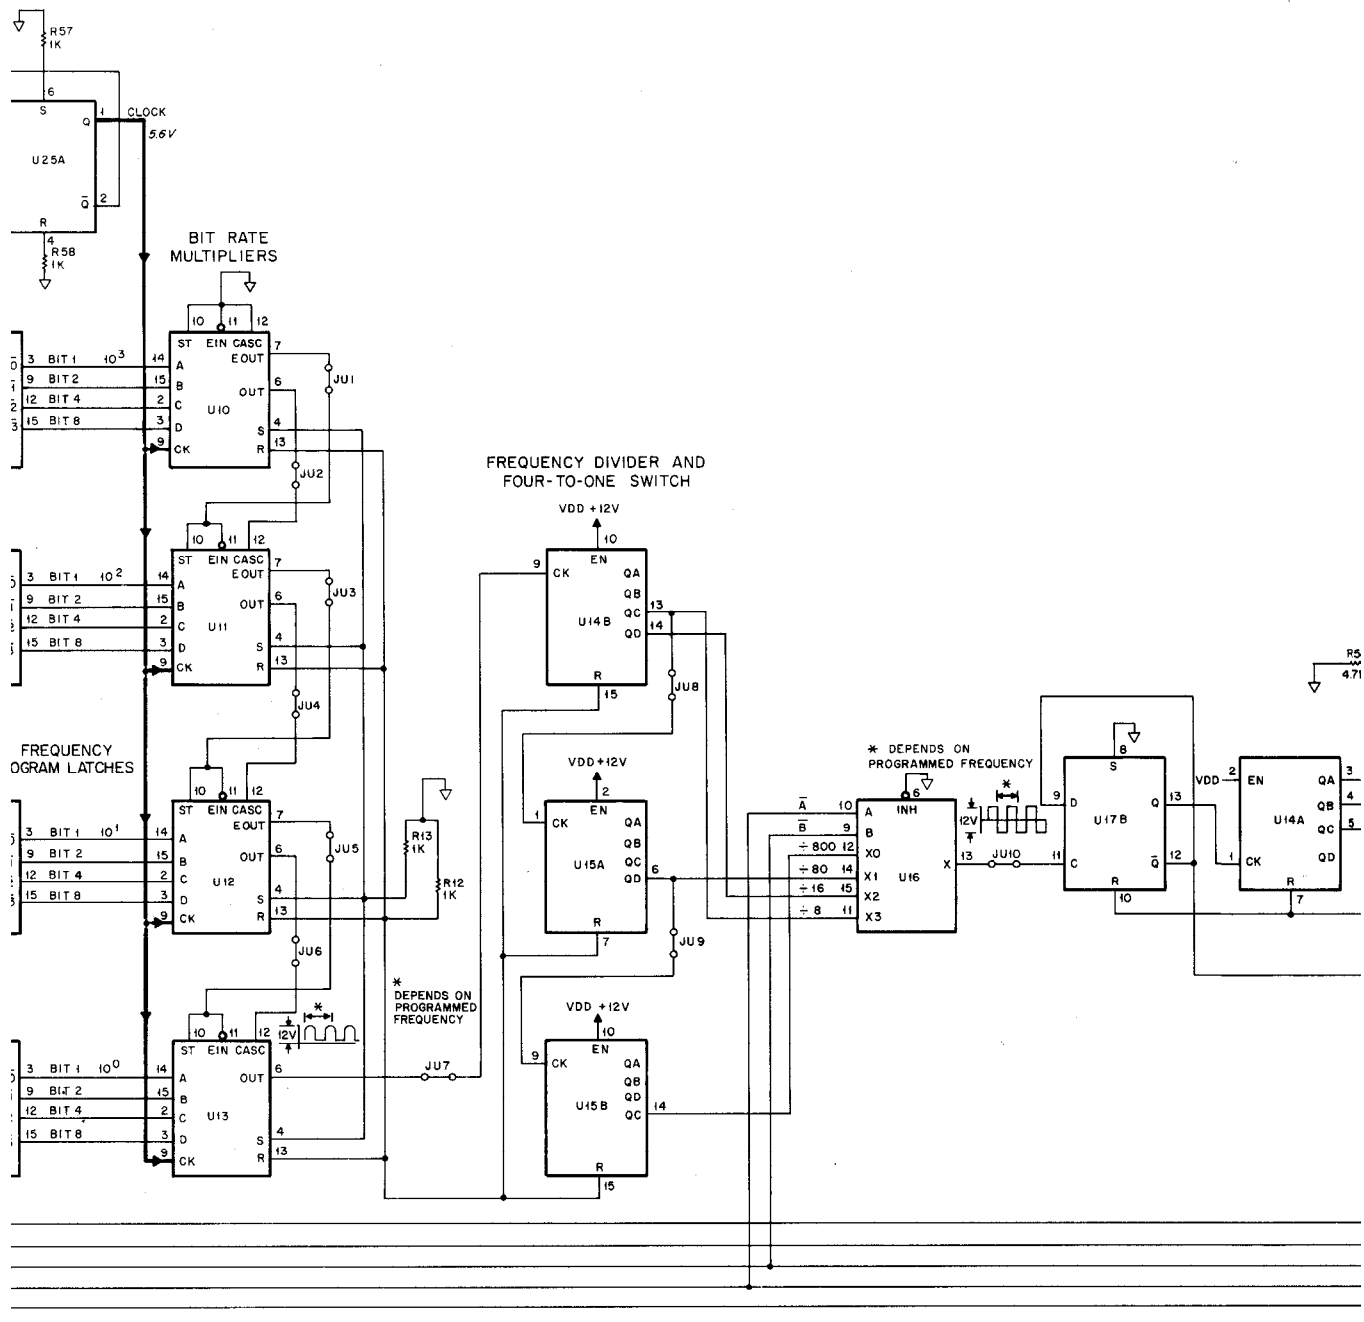 R57
1K
6
S
Q
1
CLOCK
5.6V
U25A
Q̅
2
R
4
R58
1K
BIT RATE
MULTIPLIERS
10
11
12
ST EIN CASC
7
EOUT
3 BIT 1 10³ 14 A
9 BIT 2 15 B
12 BIT 4 2 C
15 BIT 8 3 D
9 CK
U10
OUT 6
S 4
R 13
JU1
JU2
10
11
12
ST EIN CASC
7
EOUT
3 BIT 1 10² 14 A
9 BIT 2 15 B
12 BIT 4 2 C
15 BIT 8 3 D
9 CK
U11
OUT 6
S 4
R 13
JU3
JU4
FREQUENCY
OGRAM LATCHES
10
11
12
ST EIN CASC
7
EOUT
3 BIT 1 10¹ 14 A
9 BIT 2 15 B
12 BIT 4 2 C
15 BIT 8 3 D
9 CK
U12
OUT 6
S 4
R 13
JU5
JU6
R13
1K
R12
1K
*
DEPENDS ON
PROGRAMMED
FREQUENCY
*
12V
10
11
12
ST EIN CASC
3 BIT 1 10⁰ 14 A
9 BIT 2 15 B
12 BIT 4 2 C
15 BIT 8 3 D
9 CK
U13
OUT 6
S 4
R 13
JU7
FREQUENCY DIVIDER AND
FOUR-TO-ONE SWITCH
VDD +12V
10
EN
9 CK
QA
QB
QC 13
QD 14
U14B
R
15
JU8
VDD +12V
2
EN
1 CK
QA
QB
QC
QD 6
U15A
R
7
JU9
VDD +12V
10
EN
9 CK
QA
QB
QD
QC 14
U15B
R
15
* DEPENDS ON
PROGRAMMED FREQUENCY
6
INH
A̅ 10 A
B̅ 9 B
÷800 12 X0
÷80 14 X1
÷16 15 X2
÷8 11 X3
U16
X 13
JU10
*
12V
8
S
9 D
Q 13
U17B
11 C
Q̅ 12
R
10
R5
4.7
VDD 2 EN
QA 3
QB 4
QC 5
QD
U14A
1 CK
R
7